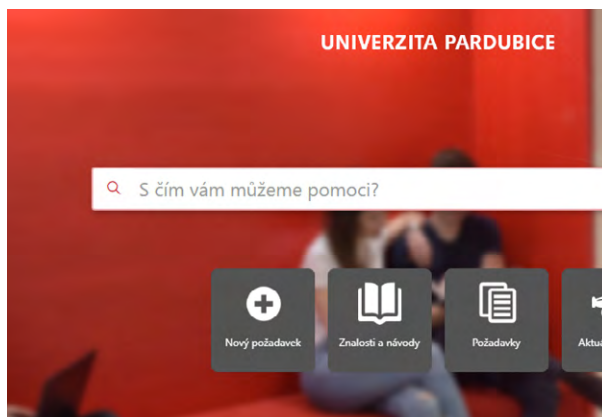 UNIVERZITA PARDUBICE
S čím vám můžeme pomoci?
Nový požadavek
Znalosti a návody
Požadavky